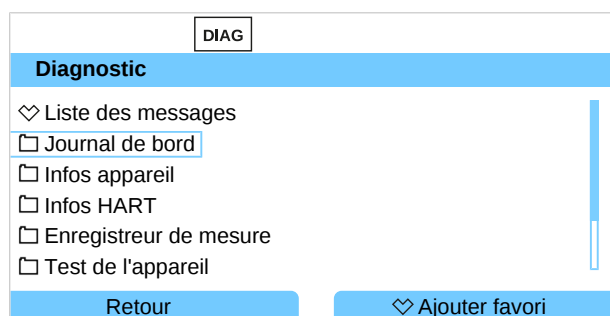 DIAG
Diagnostic
Liste des messages
Journal de bord
Infos appareil
Infos HART
Enregistreur de mesure
Test de l'appareil
Retour
Ajouter favori